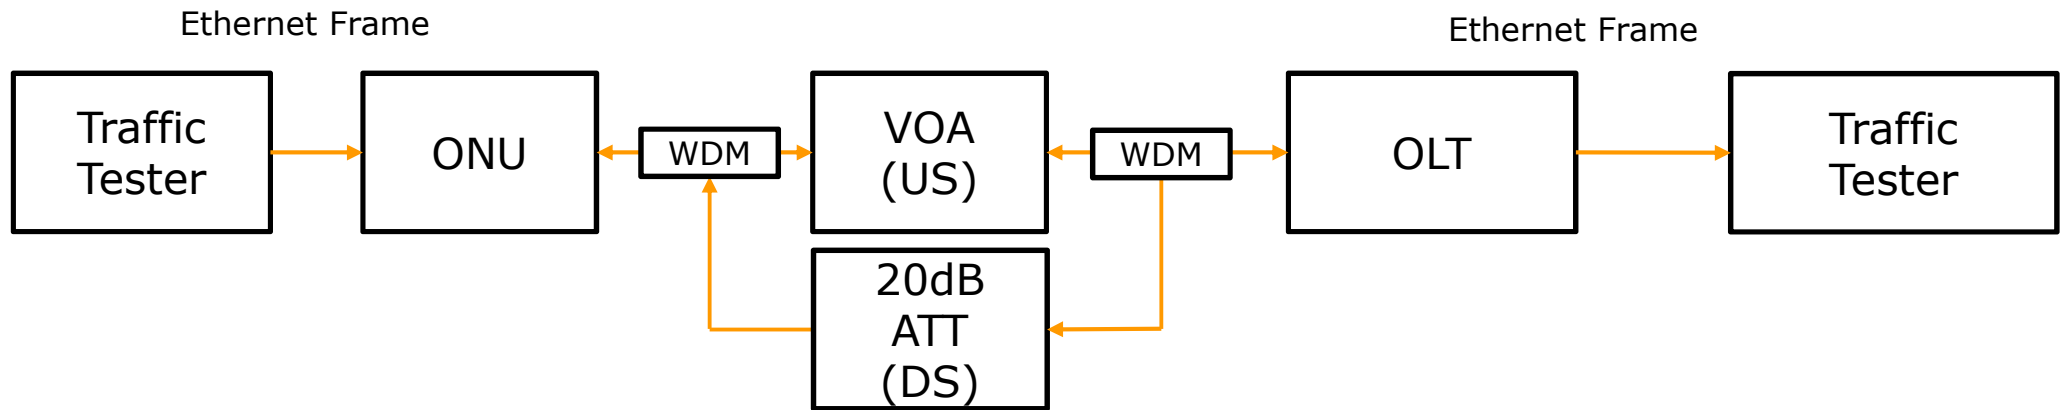 Ethernet Frame
Ethernet Frame
Traffic
Tester
ONU
WDM
VOA
(US)
WDM
OLT
Traffic
Tester
20dB
ATT
(DS)